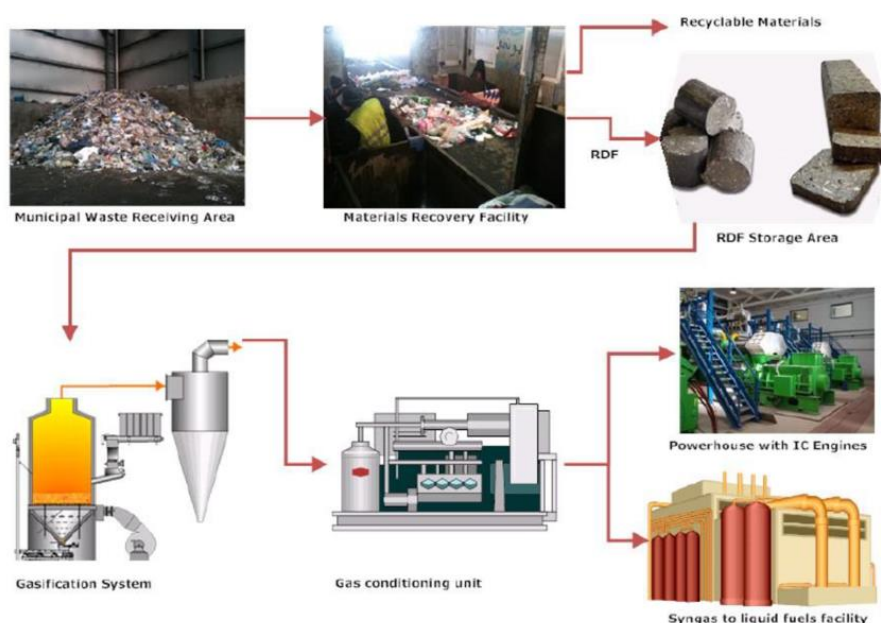 Recyclable Materials
RDF
Municipal Waste Receiving Area
Materials Recovery Facility
RDF Storage Area
Powerhouse with IC Engines
Gasification System
Gas conditioning unit
Syngas to liquid fuels facility